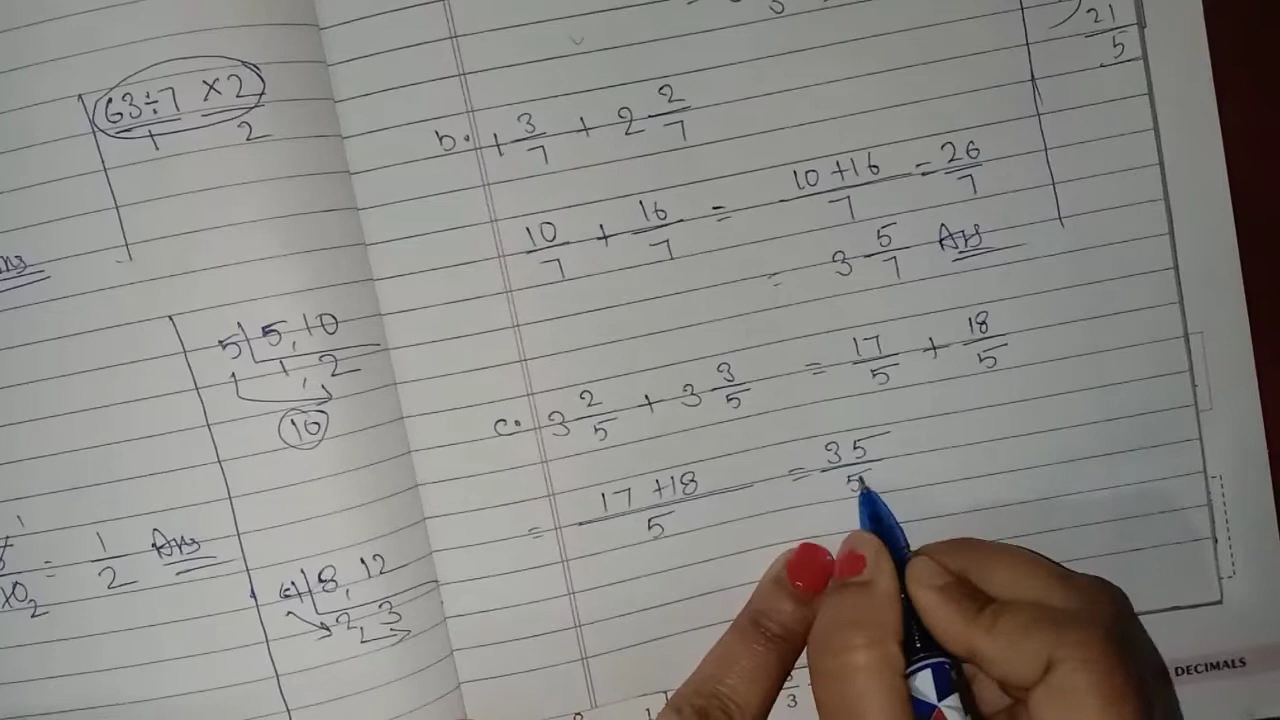 63÷7 × 2
1 2
5 5, 10
1, 2
10
= 1/2 Ans
4 8, 12
2, 3
21/5
b. 1 3/7 + 2 2/7
10/7 + 16/7 = 10+16/7 = 26/7
= 3 5/7 Ans
c. 3 2/5 + 3 3/5 = 17/5 + 18/5
= 17+18/5 = 35/5
DECIMALS